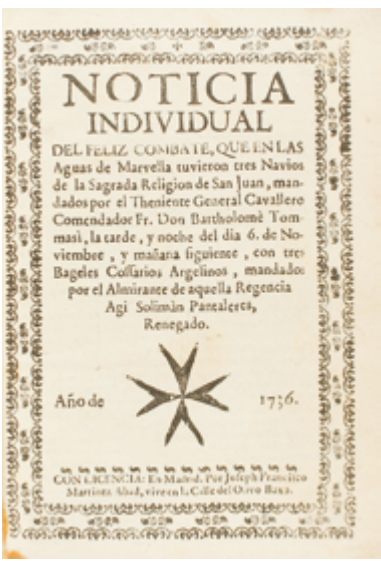 NOTICIA
INDIVIDUAL
DEL FELIZ COMBATE, QUE EN LAS
Aguas de Marvella tuvieron tres Navios
de la Sagrada Religion de San Juan, man-
dados por el Theniente General Cavallero
Comendador Fr. Don Bartholomè Tom-
masi, la tarde, y noche del dia 6. de No-
viembre, y mañana siguiente, con tres
Bageles Cossarios Argelinos, mandados
por el Almirante de aquella Regencia
Agi Solimàn
Renegado.
Año de 1736.
CON LICENCIA: En Madrid. Por Joseph Francisco
Martinez Abad, vive en la Calle del Olivo Baxa.